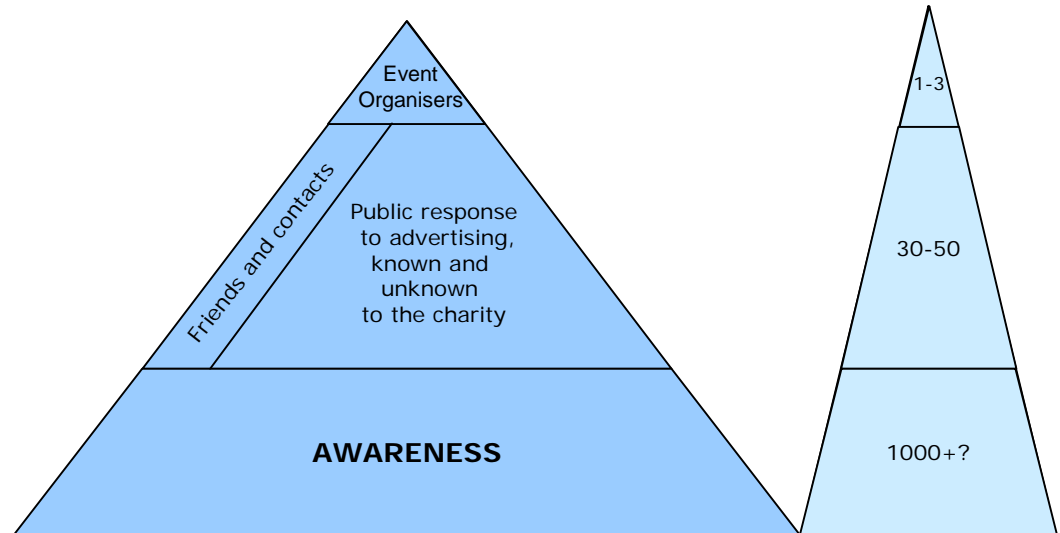 Event
Organisers
1-3
Friends and contacts
Public response
to advertising,
known and
unknown
to the charity
30-50
AWARENESS
1000+?